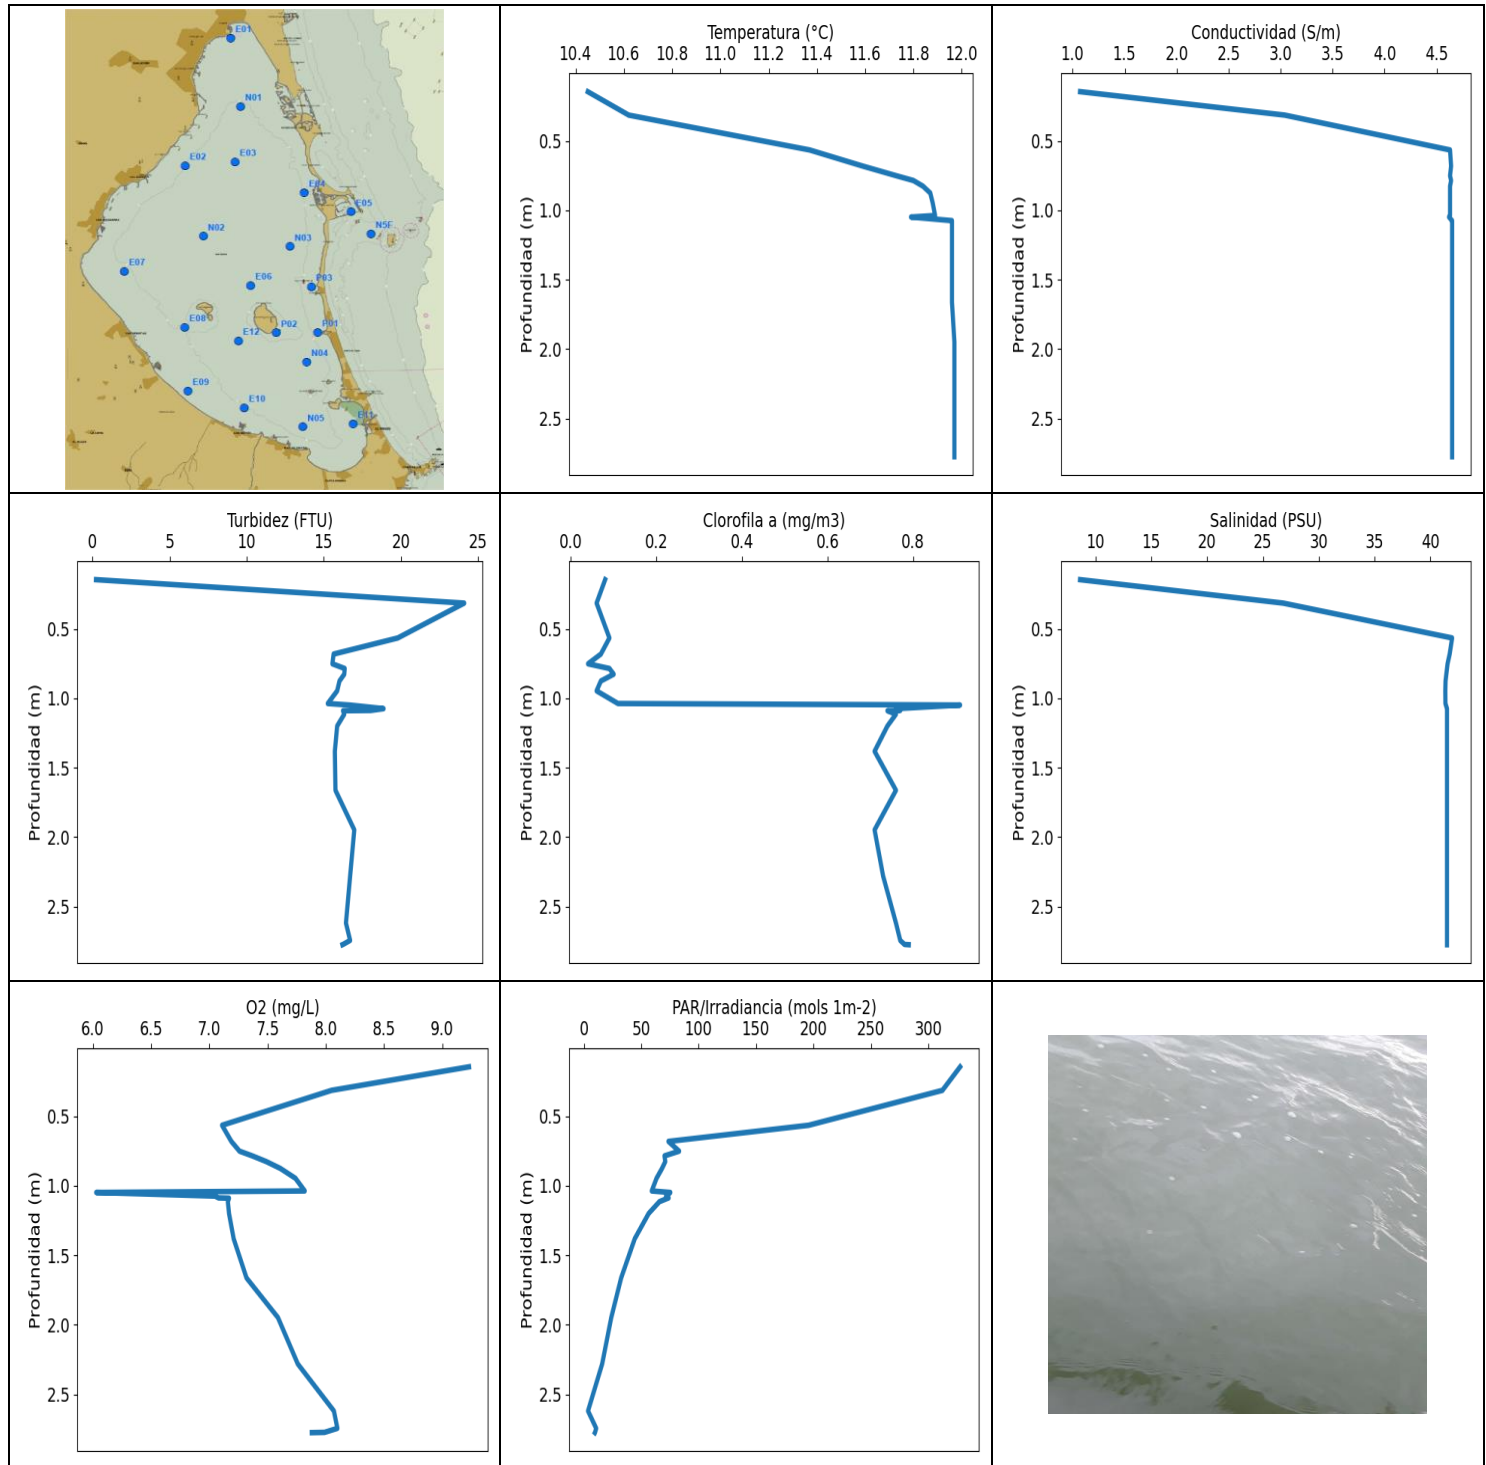 E01
N01
E02
E03
E04
E05
N02
N03
N5F
E07
E06
P03
E08
E12
P02
P01
N04
E09
E10
N05
E11
Temperatura (°C)
10.4 10.6 10.8 11.0 11.2 11.4 11.6 11.8 12.0
Profundidad (m)
0.5
1.0
1.5
2.0
2.5
Conductividad (S/m)
1.0 1.5 2.0 2.5 3.0 3.5 4.0 4.5
Profundidad (m)
0.5
1.0
1.5
2.0
2.5
Turbidez (FTU)
0 5 10 15 20 25
Profundidad (m)
0.5
1.0
1.5
2.0
2.5
Clorofila a (mg/m3)
0.0 0.2 0.4 0.6 0.8
Profundidad (m)
0.5
1.0
1.5
2.0
2.5
Salinidad (PSU)
10 15 20 25 30 35 40
Profundidad (m)
0.5
1.0
1.5
2.0
2.5
O2 (mg/L)
6.0 6.5 7.0 7.5 8.0 8.5 9.0
Profundidad (m)
0.5
1.0
1.5
2.0
2.5
PAR/Irradiancia (mols 1m-2)
0 50 100 150 200 250 300
Profundidad (m)
0.5
1.0
1.5
2.0
2.5